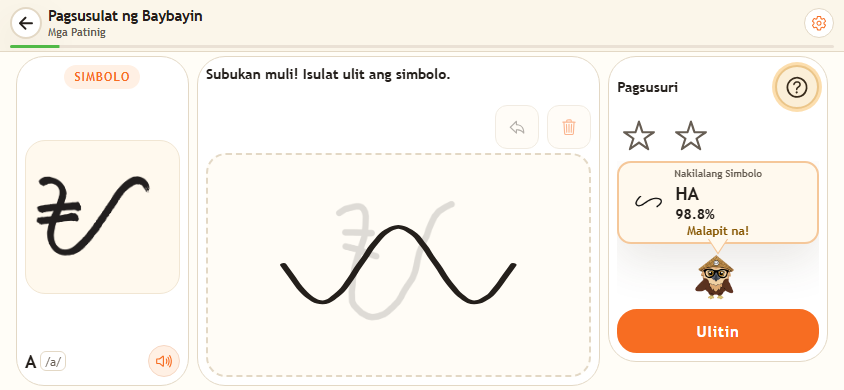 Pagsusulat ng Baybayin
Mga Patinig
SIMBOLO
ᜀ
A /a/
Subukan muli! Isulat ulit ang simbolo.
Pagsusuri
Nakilalang Simbolo
HA
98.8%
Malapit na!
Ulitin